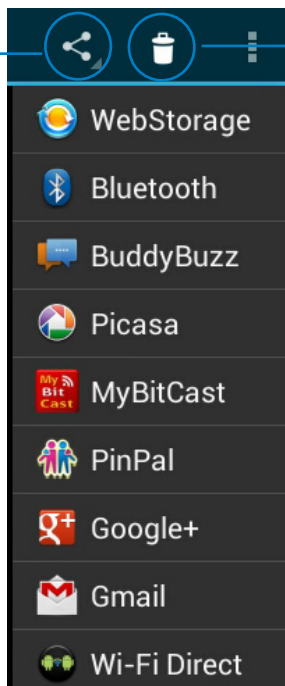 WebStorage
Bluetooth
BuddyBuzz
Picasa
My Bit Cast MyBitCast
PinPal
g+ Google+
Gmail
Wi-Fi Direct